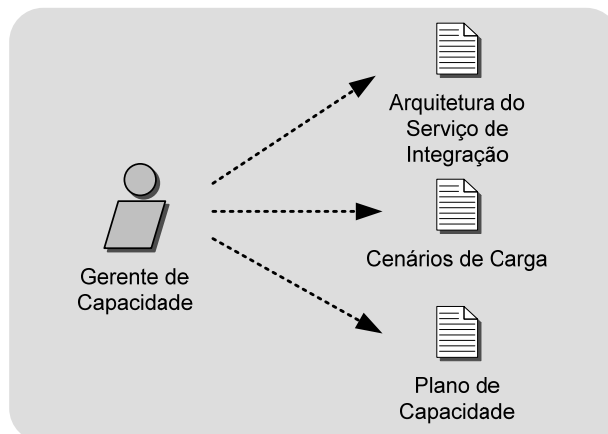 Arquitetura do
Serviço de
Integração
Gerente de
Capacidade
Cenários de Carga
Plano de
Capacidade